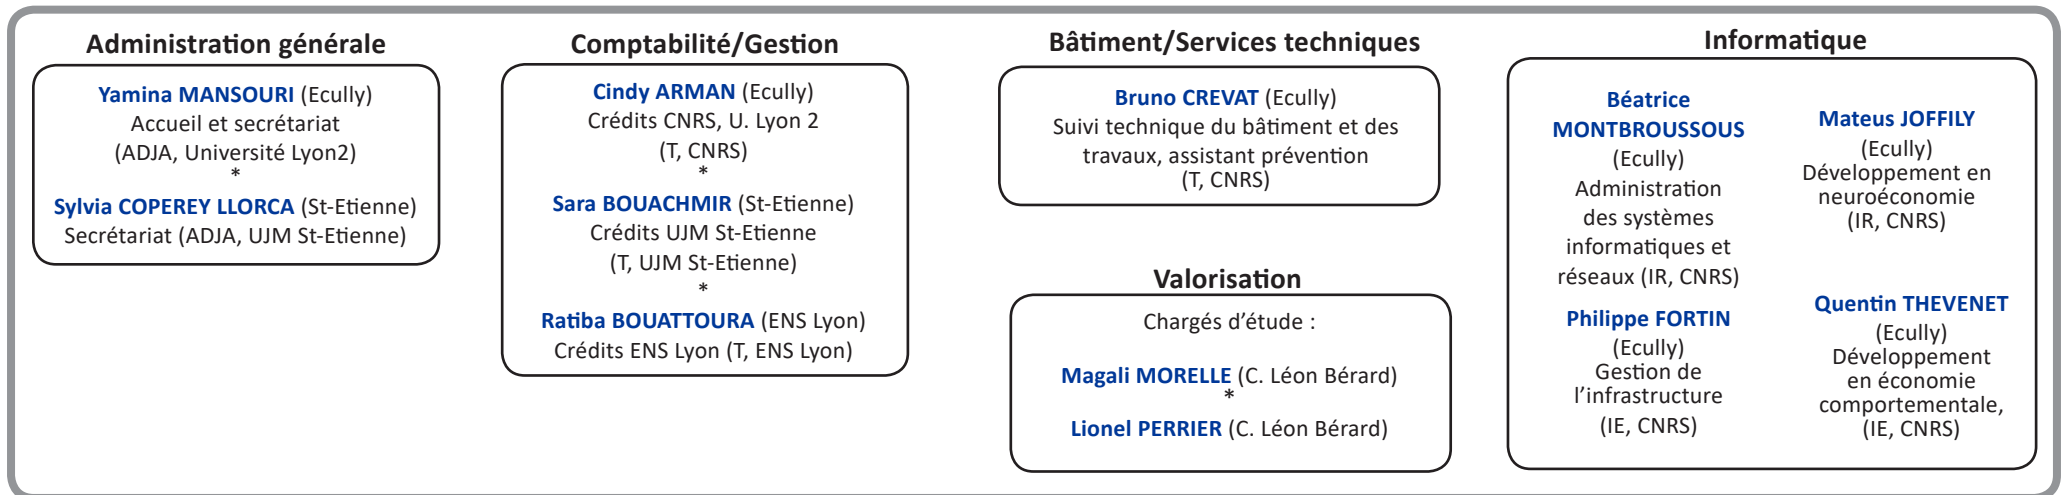 Administration générale
Yamina MANSOURI (Ecully)
Accueil et secrétariat
(ADJA, Université Lyon2)
*
Sylvia COPEREY LLORCA (St-Etienne)
Secrétariat (ADJA, UJM St-Etienne)
Comptabilité/Gestion
Cindy ARMAN (Ecully)
Crédits CNRS, U. Lyon 2
(T, CNRS)
*
Sara BOUACHMIR (St-Etienne)
Crédits UJM St-Etienne
(T, UJM St-Etienne)
*
Ratiba BOUATTOURA (ENS Lyon)
Crédits ENS Lyon (T, ENS Lyon)
Bâtiment/Services techniques
Bruno CREVAT (Ecully)
Suivi technique du bâtiment et des
travaux, assistant prévention
(T, CNRS)
Valorisation
Chargés d’étude :
Magali MORELLE (C. Léon Bérard)
*
Lionel PERRIER (C. Léon Bérard)
Informatique
Béatrice
MONTBROUSSOUS
(Ecully)
Administration
des systèmes
informatiques et
réseaux (IR, CNRS)
Philippe FORTIN
(Ecully)
Gestion de
l’infrastructure
(IE, CNRS)
Mateus JOFFILY
(Ecully)
Développement en
neuroéconomie
(IR, CNRS)
Quentin THEVENET
(Ecully)
Développement
en économie
comportementale,
(IE, CNRS)